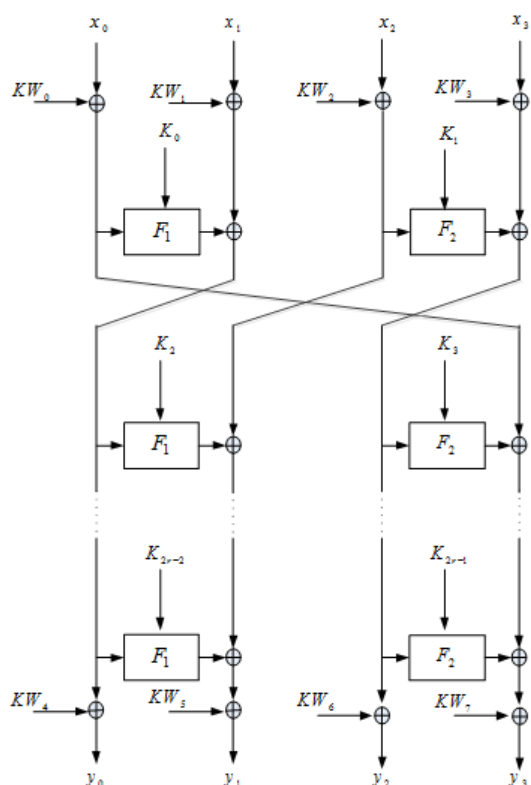 x₀ x₁ x₂ x₃
KW₀ KW₁ KW₂ KW₃
K₀ K₁
F₁ F₂
K₂ K₃
F₁ F₂
K₂ᵣ₋₂ K₂ᵣ₋₁
F₁ F₂
KW₄ KW₅ KW₆ KW₇
y₀ y₁ y₂ y₃